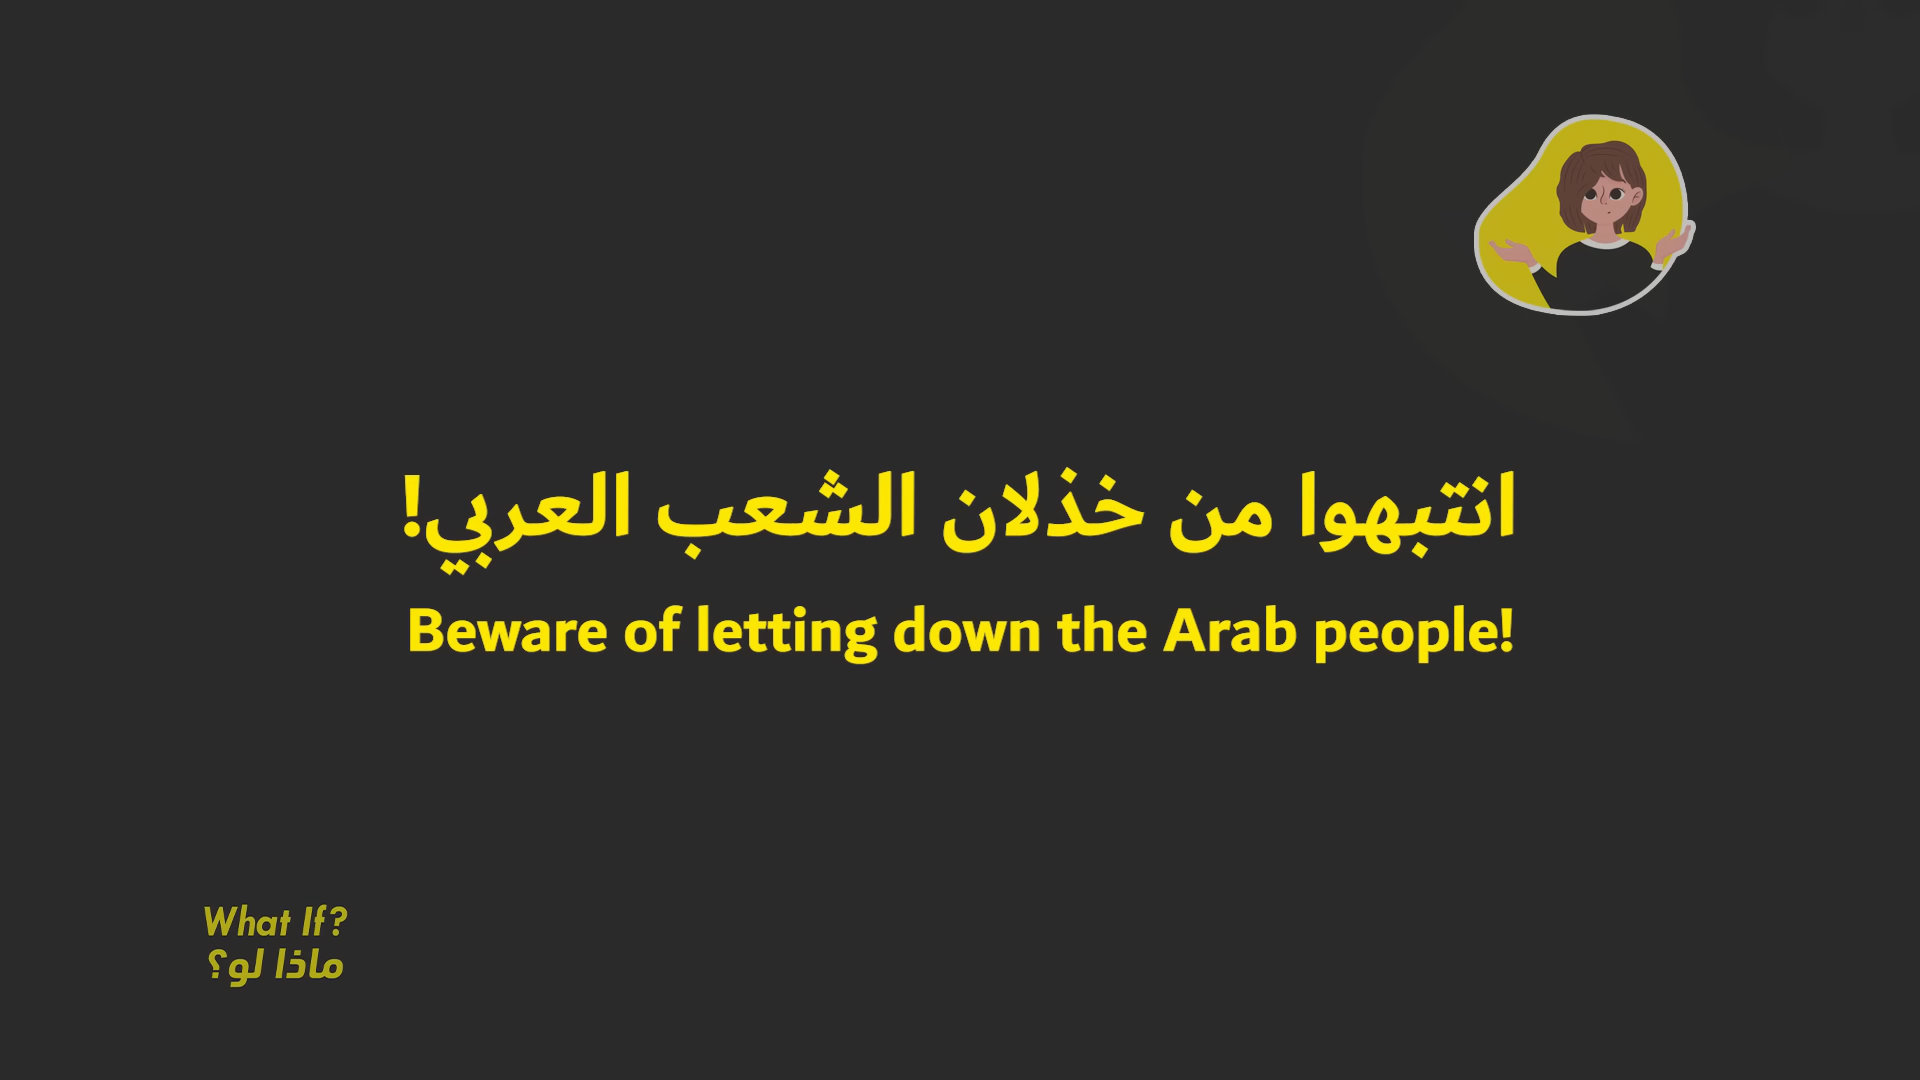 انتبهوا من خذلان الشعب العربي!
Beware of letting down the Arab people!
What If?
ماذا لو؟